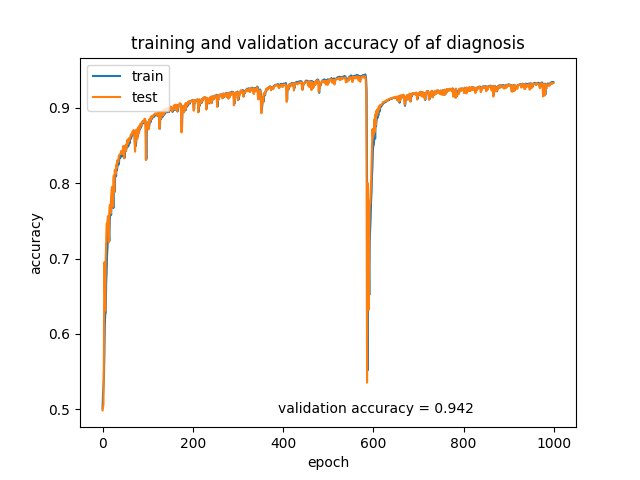 training and validation accuracy of af diagnosis
train
test
accuracy
0.9
0.8
0.7
0.6
0.5
validation accuracy = 0.942
0 200 400 600 800 1000
epoch